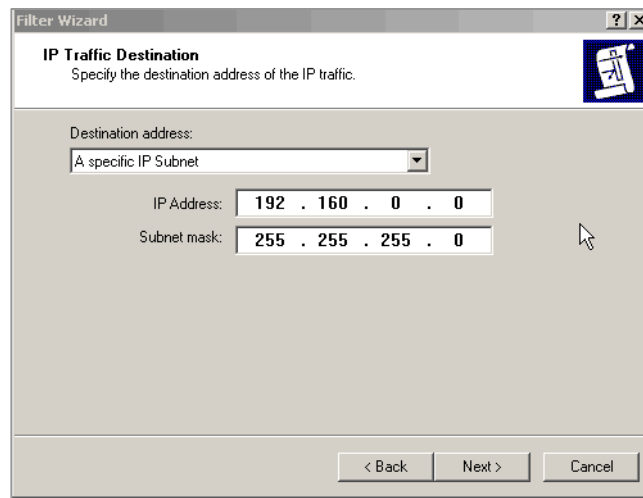 Filter Wizard
? X
IP Traffic Destination
Specify the destination address of the IP traffic.
Destination address:
A specific IP Subnet
IP Address: 192 . 160 . 0 . 0
Subnet mask: 255 . 255 . 255 . 0
< Back Next > Cancel